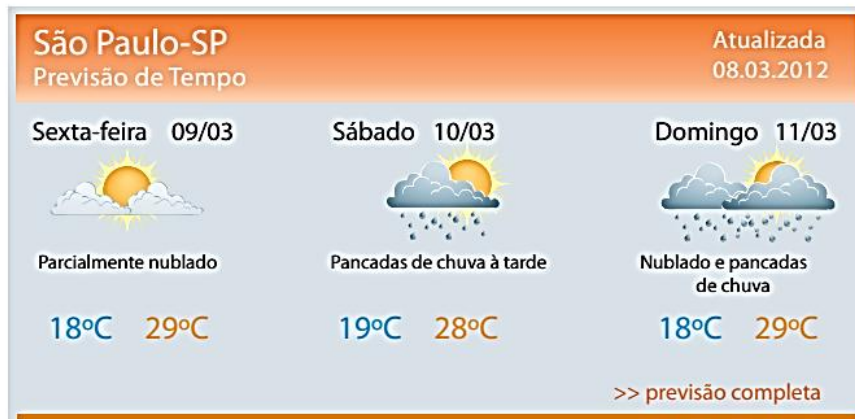 São Paulo-SP
Previsão de Tempo
Atualizada
08.03.2012
Sexta-feira 09/03
Parcialmente nublado
18ºC 29ºC
Sábado 10/03
Pancadas de chuva à tarde
19ºC 28ºC
Domingo 11/03
Nublado e pancadas
de chuva
18ºC 29ºC
>> previsão completa